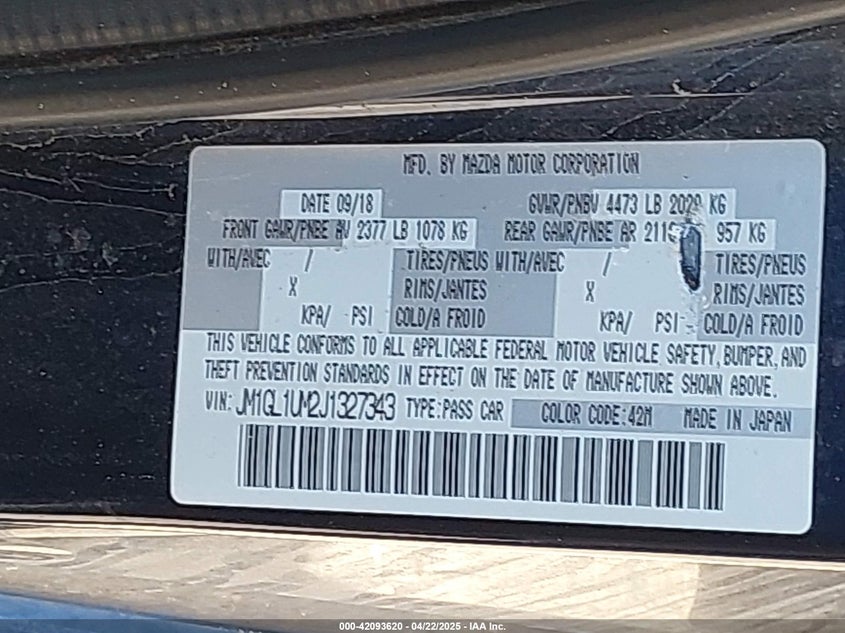 MFD. BY MAZDA MOTOR CORPORATION
DATE 09/18 GVWR/PNBV 4473 LB 2029 KG
FRONT GAWR/PNBE AV 2377 LB 1078 KG REAR GAWR/PNBE AR 957 KG
WITH/AVEC / TIRES/PNEUS WITH/AVEC / TIRES/PNEUS
X RIMS/JANTES X RIMS/JANTES
KPA/ PSI COLD/A FROID KPA/ PSI COLD/A FROID
THIS VEHICLE CONFORMS TO ALL APPLICABLE FEDERAL MOTOR VEHICLE SAFETY, BUMPER, AND
THEFT PREVENTION STANDARDS IN EFFECT ON THE DATE OF MANUFACTURE SHOWN ABOVE.
VIN: JM1GL1UM2J1327343 TYPE:PASS CAR COLOR CODE:42M MADE IN JAPAN
000-42093620 - 04/22/2025 - IAA Inc.